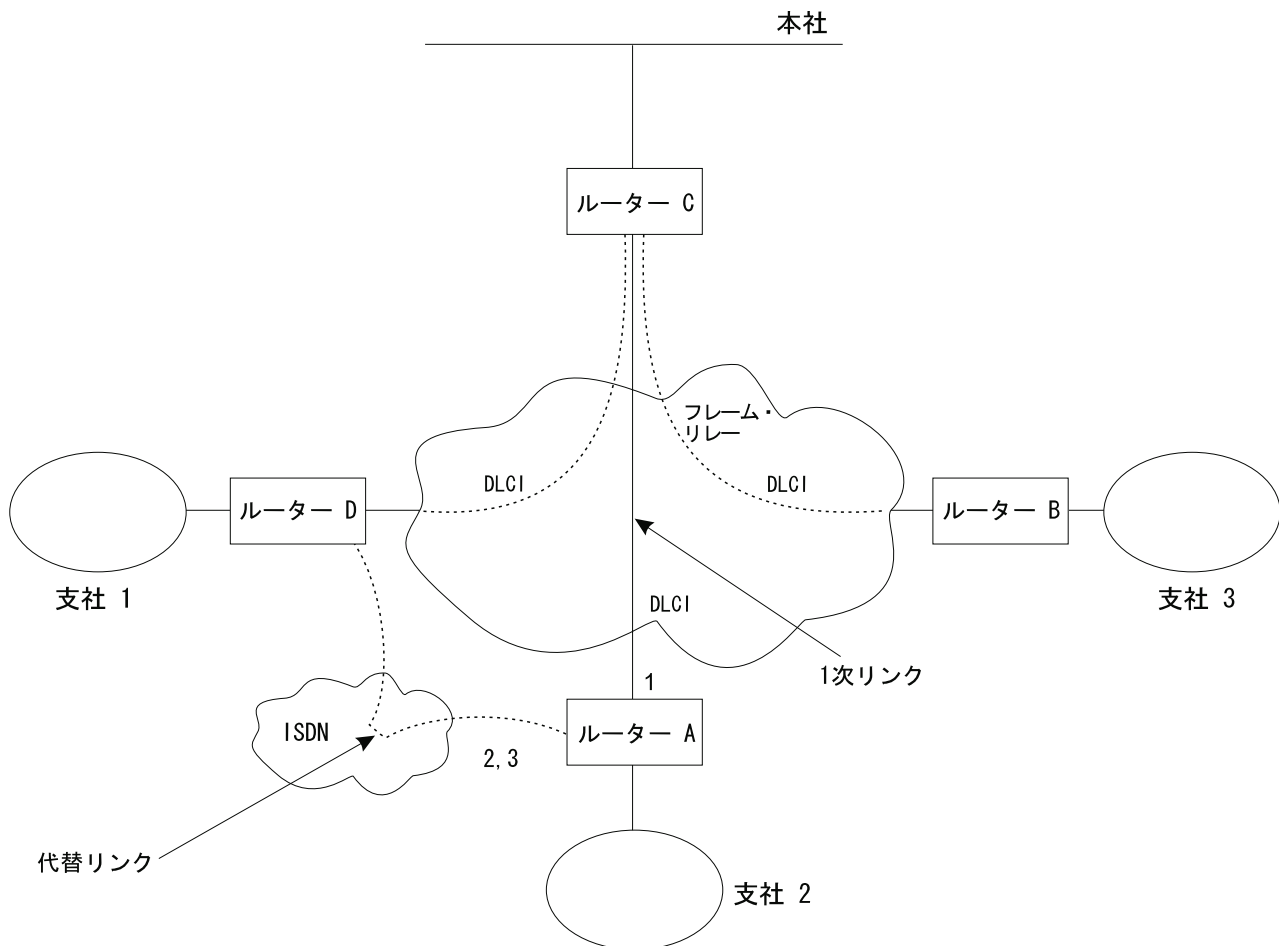 本社
ルーター C
フレーム・
リレー
DLCI
DLCI
ルーター D
ルーター B
支社 1
DLCI
支社 3
1次リンク
1
ISDN
ルーター A
2,3
代替リンク
支社 2